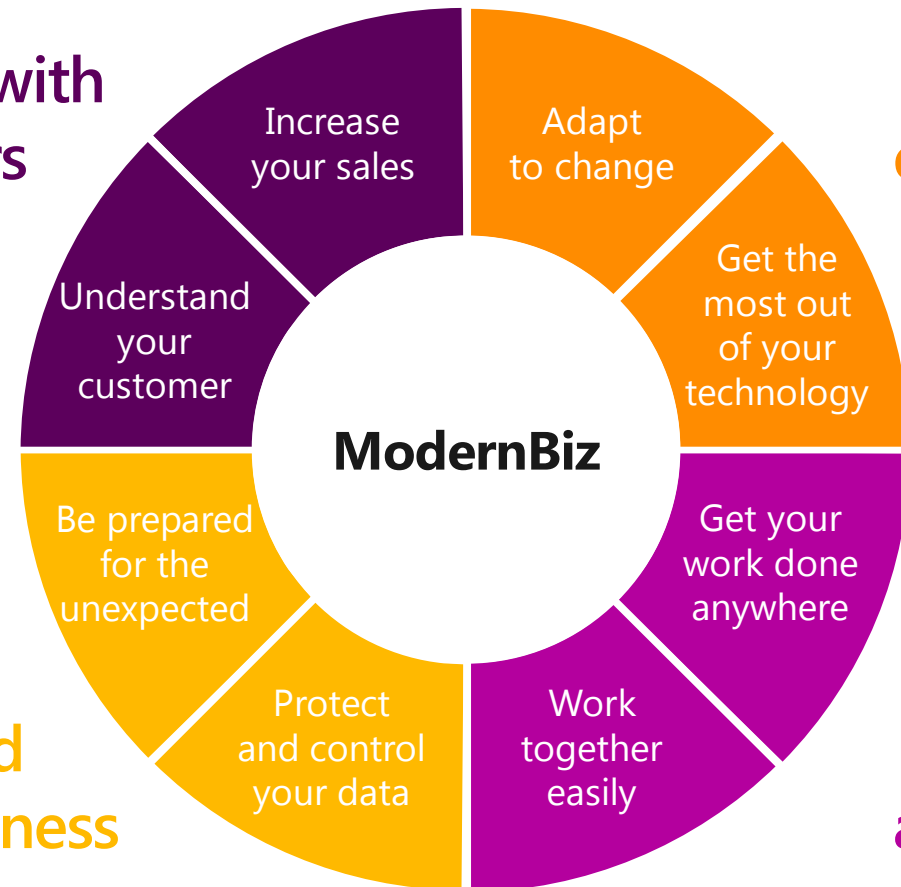 with
rs
Increase
your sales
Adapt
to change
Understand
your
customer
Get the
most out
of your
technology
ModernBiz
Be prepared
for the
unexpected
Get your
work done
anywhere
Protect
and control
your data
Work
together
easily
d
ness
a